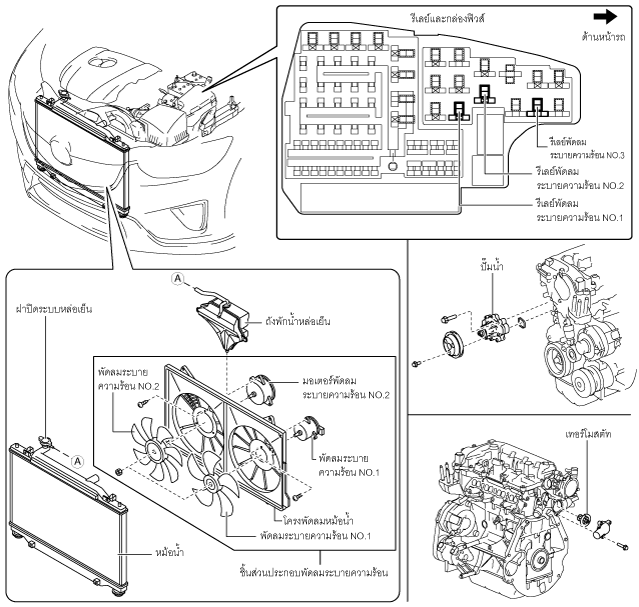 รีเลย์และกล่องฟิวส์
ด้านหน้ารถ
รีเลย์พัดลม
ระบายความร้อน NO.3
รีเลย์พัดลม
ระบายความร้อน NO.2
รีเลย์พัดลม
ระบายความร้อน NO.1
ปั๊มน้ำ
A
ฝาปิดระบบหล่อเย็น
ถังพักน้ำหล่อเย็น
พัดลมระบาย
ความร้อน NO.2
มอเตอร์พัดลม
ระบายความร้อน NO.2
เทอร์โมสตัท
A
พัดลมระบาย
ความร้อน NO.1
โครงพัดลมหม้อน้ำ
พัดลมระบายความร้อน NO.1
หม้อน้ำ
ชิ้นส่วนประกอบพัดลมระบายความร้อน